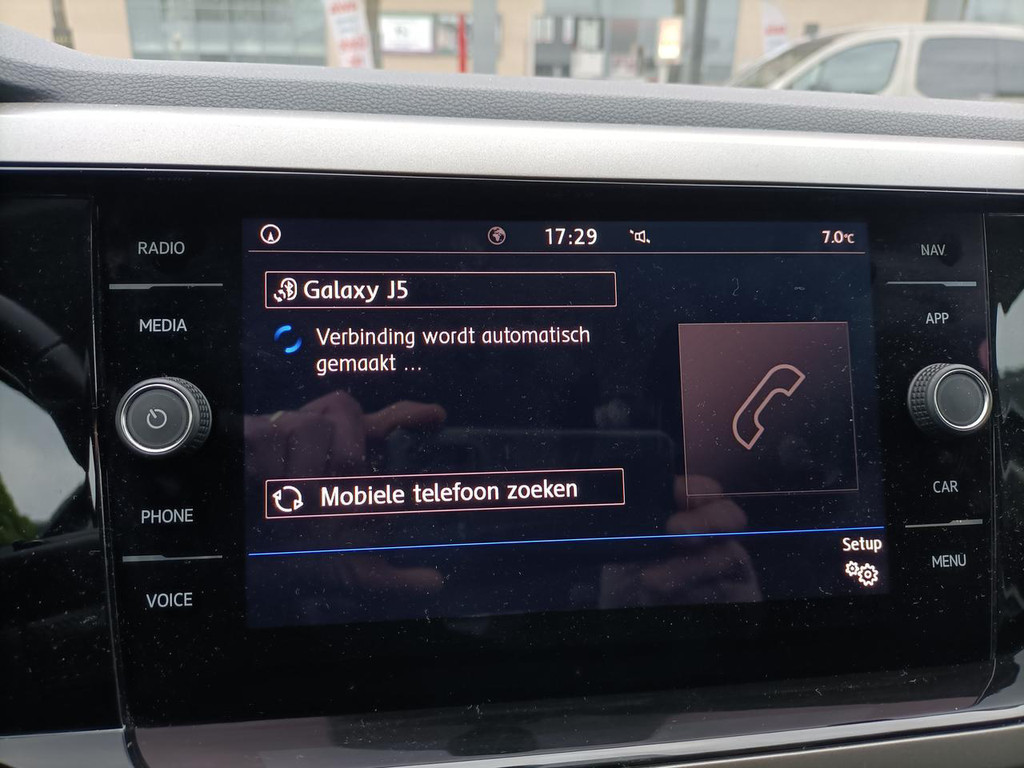 RADIO
MEDIA
PHONE
VOICE
17:29
7.0°C
Galaxy J5
Verbinding wordt automatisch
gemaakt ...
Mobiele telefoon zoeken
Setup
NAV
APP
CAR
MENU